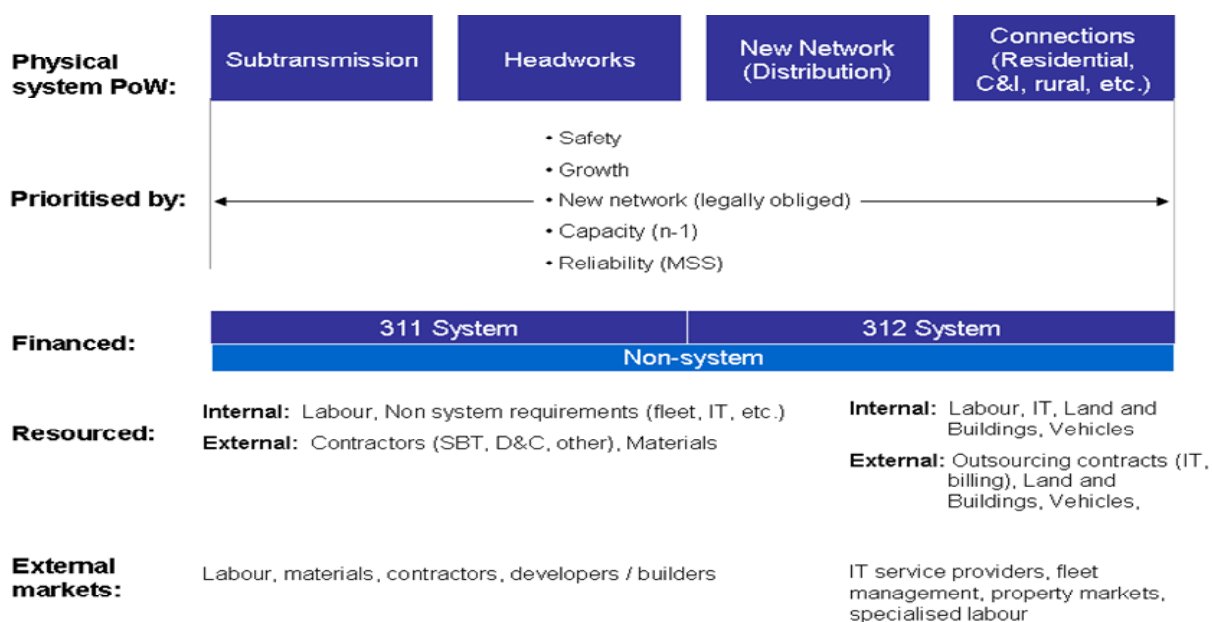 Physical system PoW:
Subtransmission
Headworks
New Network
(Distribution)
Connections
(Residential,
C&I, rural, etc.)
Prioritised by:
• Safety
• Growth
• New network (legally obliged)
• Capacity (n-1)
• Reliability (MSS)
Financed:
311 System
312 System
Non-system
Resourced:
Internal: Labour, Non system requirements (fleet, IT, etc.)
External: Contractors (SBT, D&C, other), Materials
Internal: Labour, IT, Land and
Buildings, Vehicles
External: Outsourcing contracts (IT,
billing), Land and
Buildings, Vehicles,
External
markets:
Labour, materials, contractors, developers / builders
IT service providers, fleet
management, property markets,
specialised labour